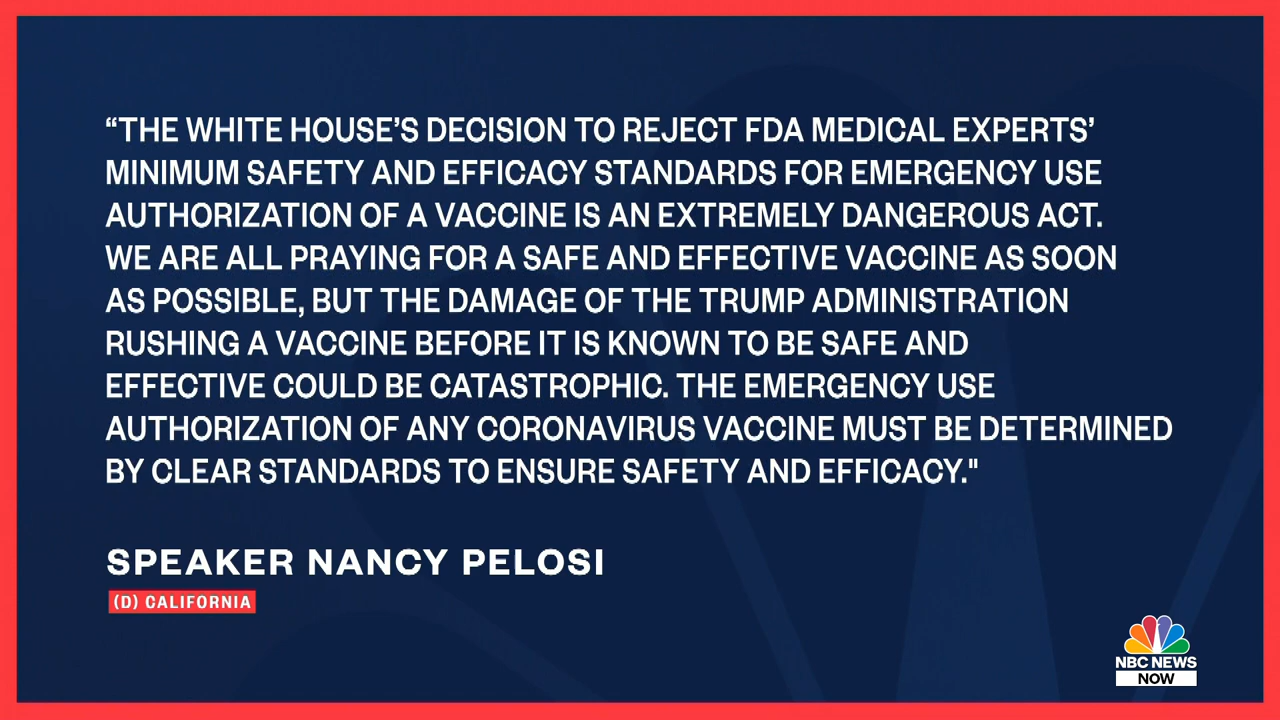 “THE WHITE HOUSE’S DECISION TO REJECT FDA MEDICAL EXPERTS’
MINIMUM SAFETY AND EFFICACY STANDARDS FOR EMERGENCY USE
AUTHORIZATION OF A VACCINE IS AN EXTREMELY DANGEROUS ACT.
WE ARE ALL PRAYING FOR A SAFE AND EFFECTIVE VACCINE AS SOON
AS POSSIBLE, BUT THE DAMAGE OF THE TRUMP ADMINISTRATION
RUSHING A VACCINE BEFORE IT IS KNOWN TO BE SAFE AND
EFFECTIVE COULD BE CATASTROPHIC. THE EMERGENCY USE
AUTHORIZATION OF ANY CORONAVIRUS VACCINE MUST BE DETERMINED
BY CLEAR STANDARDS TO ENSURE SAFETY AND EFFICACY."
SPEAKER NANCY PELOSI
(D) CALIFORNIA
NBC NEWS
NOW